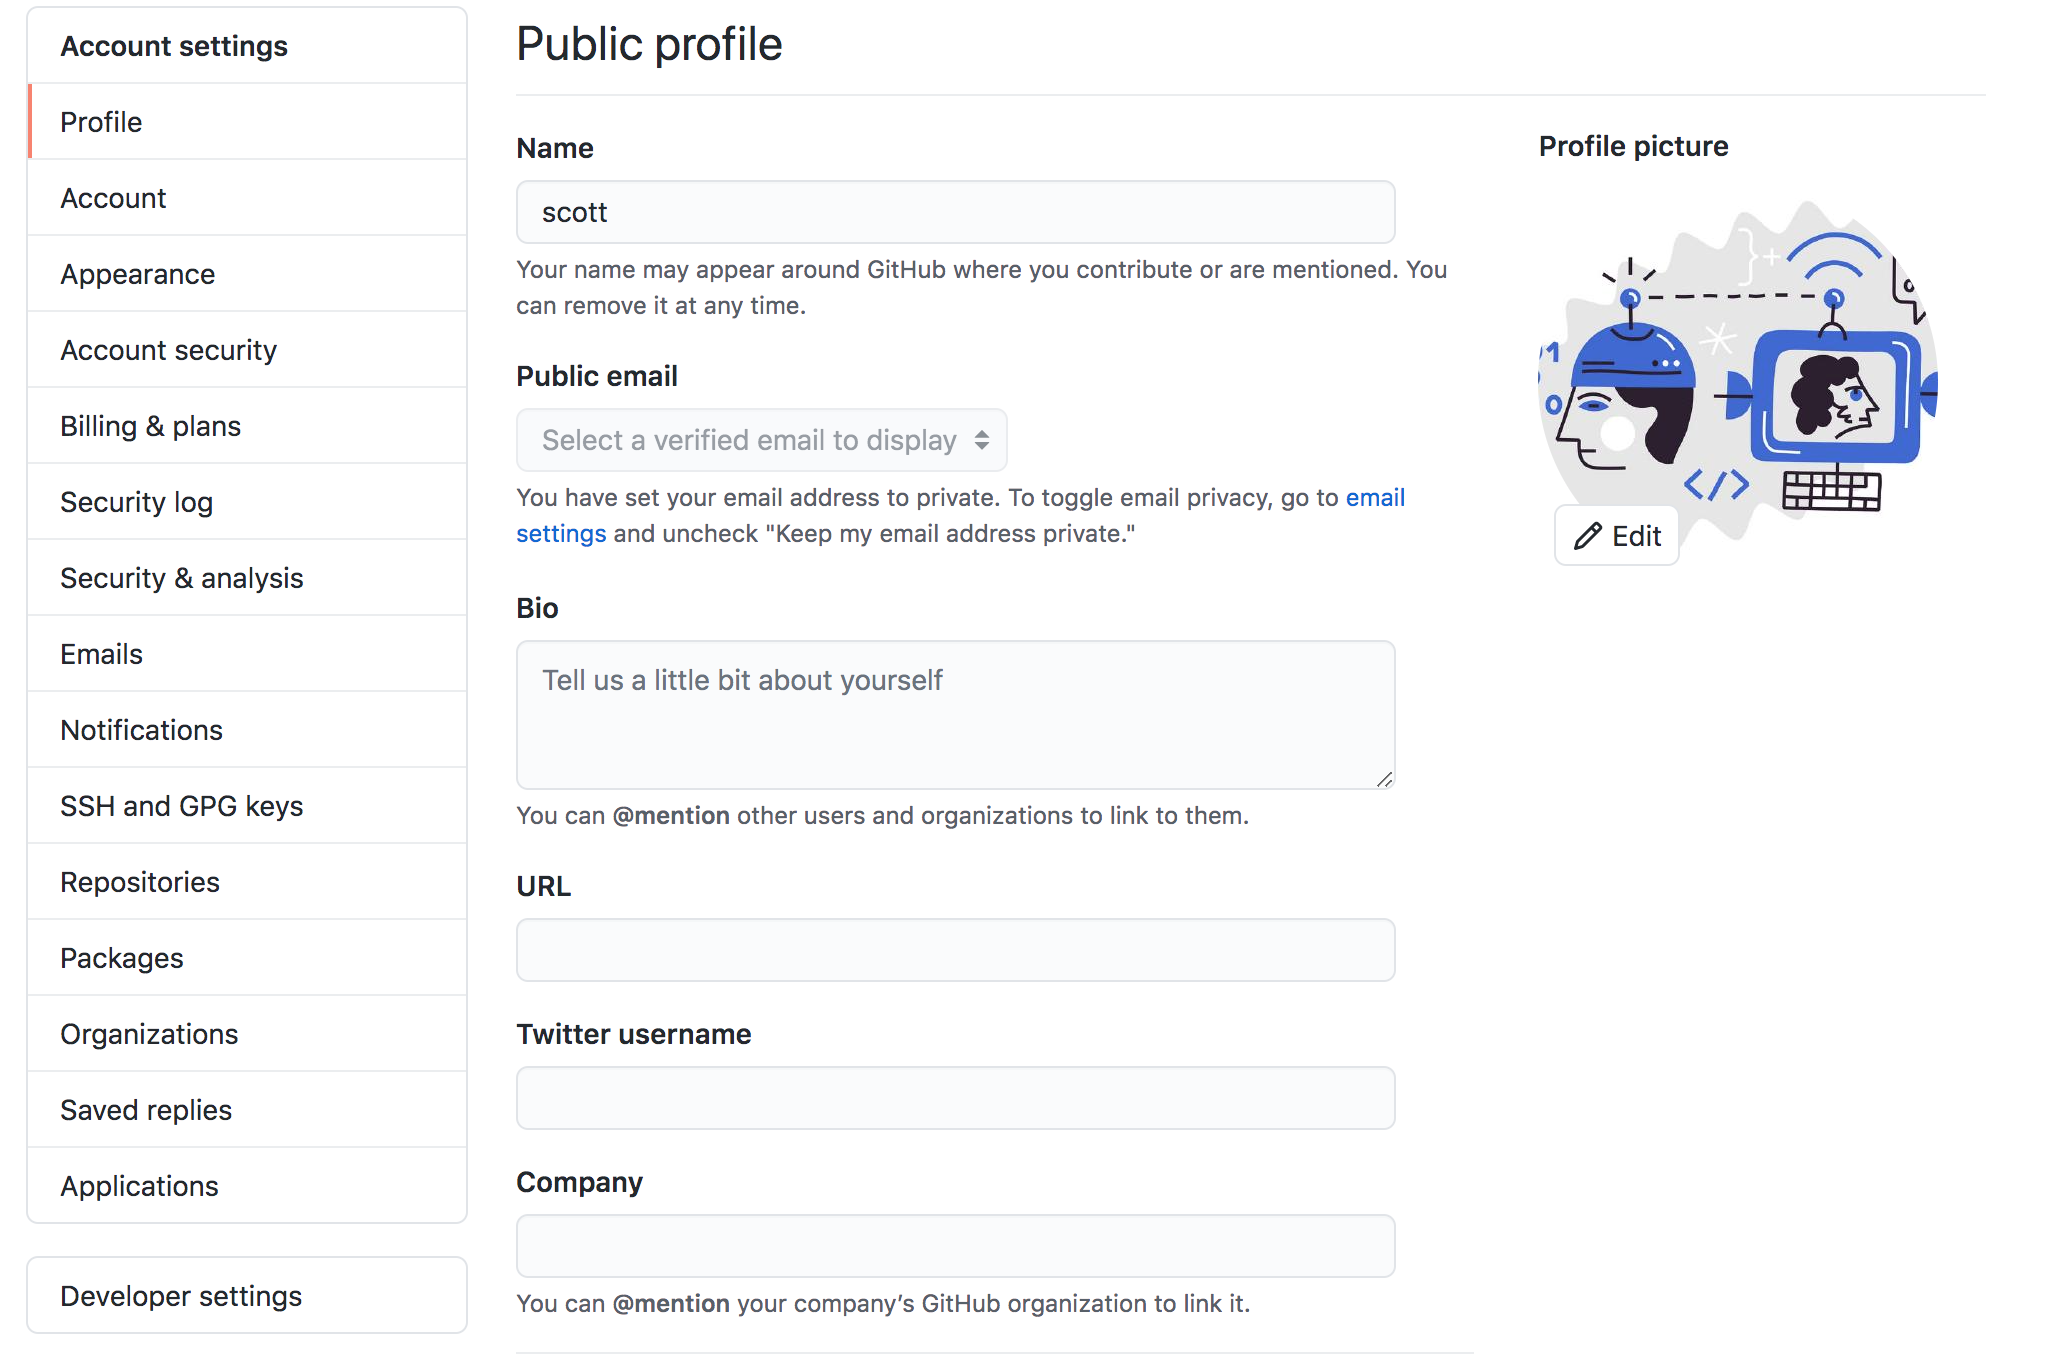 Account settings
Profile
Account
Appearance
Account security
Billing & plans
Security log
Security & analysis
Emails
Notifications
SSH and GPG keys
Repositories
Packages
Organizations
Saved replies
Applications
Developer settings
Public profile
Name
scott
Your name may appear around GitHub where you contribute or are mentioned. You
can remove it at any time.
Public email
Select a verified email to display
You have set your email address to private. To toggle email privacy, go to email
settings and uncheck "Keep my email address private."
Bio
Tell us a little bit about yourself
You can @mention other users and organizations to link to them.
URL
Twitter username
Company
You can @mention your company’s GitHub organization to link it.
Profile picture
}+
1
0
</>
Edit